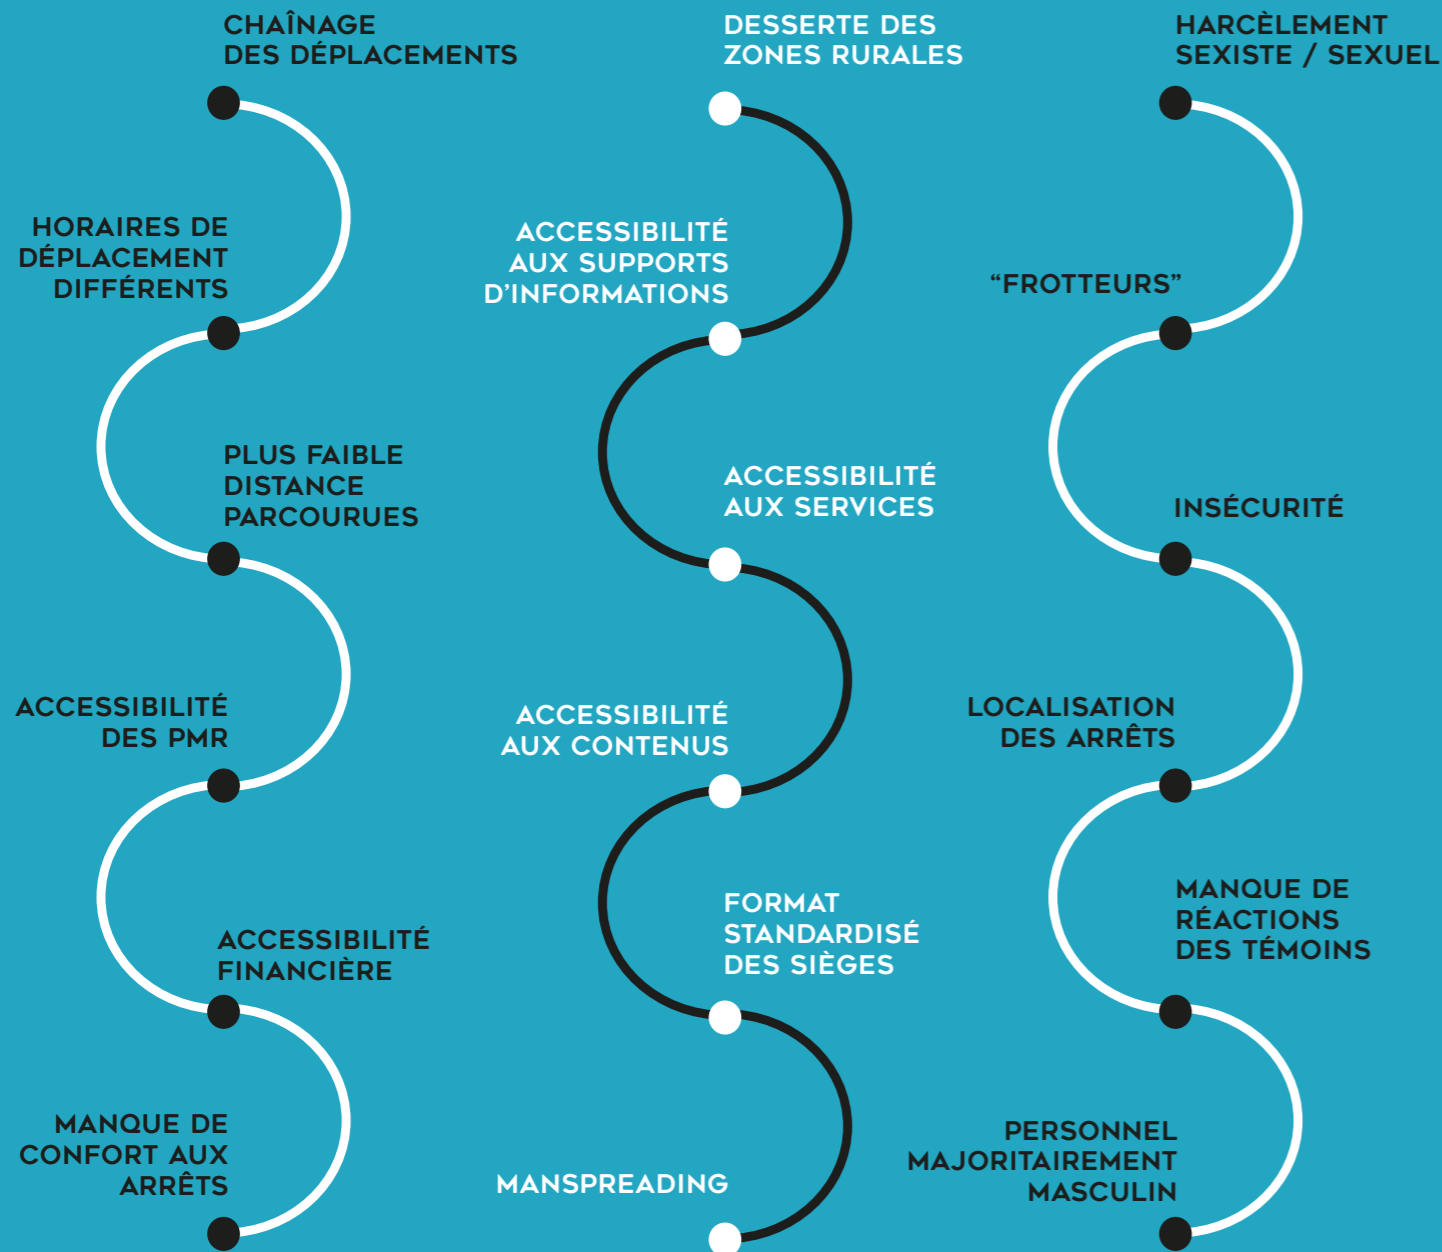 CHAÎNAGE
DES DÉPLACEMENTS
HORAIRES DE
DÉPLACEMENT
DIFFÉRENTS
PLUS FAIBLE
DISTANCE
PARCOURUES
ACCESSIBILITÉ
DES PMR
ACCESSIBILITÉ
FINANCIÈRE
MANQUE DE
CONFORT AUX
ARRÊTS
DESSERTE DES
ZONES RURALES
ACCESSIBILITÉ
AUX SUPPORTS
D’INFORMATIONS
ACCESSIBILITÉ
AUX SERVICES
ACCESSIBILITÉ
AUX CONTENUS
FORMAT
STANDARDISÉ
DES SIÈGES
MANSPREADING
HARCÈLEMENT
SEXISTE / SEXUEL
“FROTTEURS”
INSÉCURITÉ
LOCALISATION
DES ARRÊTS
MANQUE DE
RÉACTIONS
DES TÉMOINS
PERSONNEL
MAJORITAIREMENT
MASCULIN